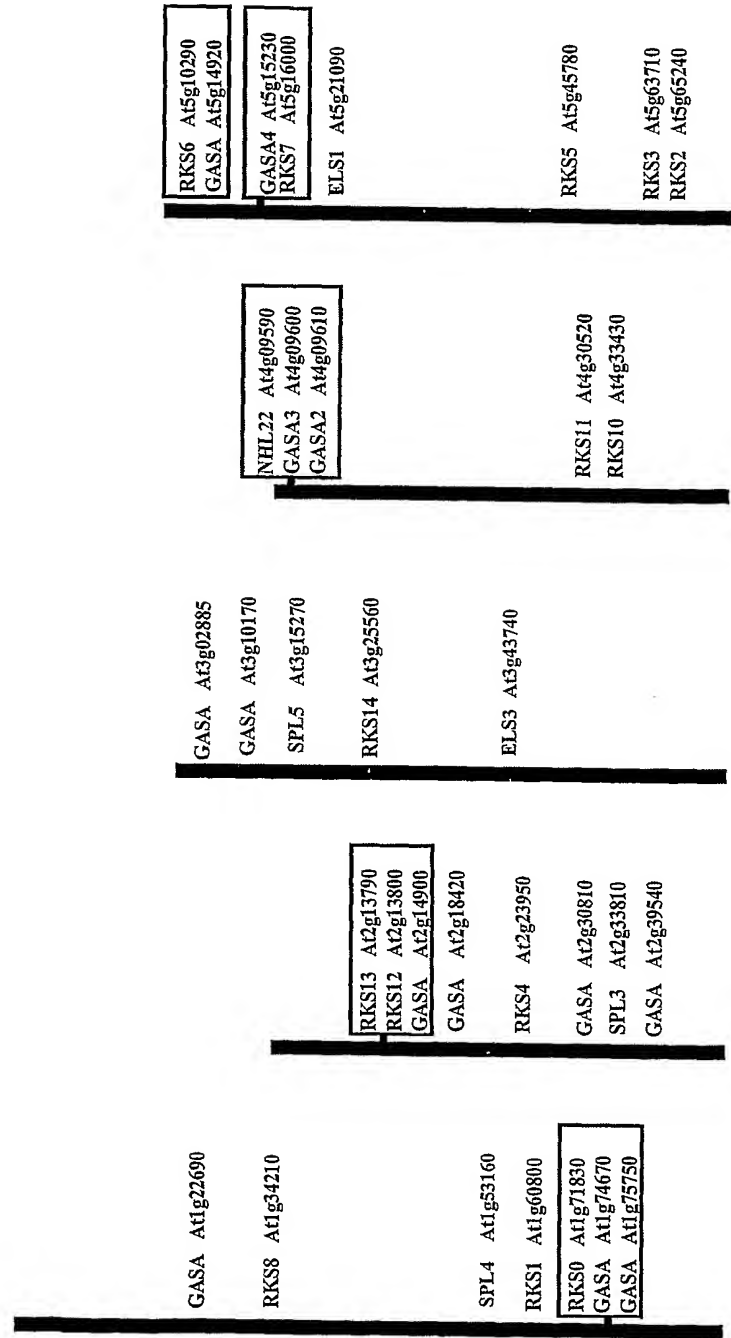 GASA At1g22690
RKS8 At1g34210
SPL4 At1g53160
RKS1 At1g60800
RKS0 At1g71830
GASA At1g74670
GASA At1g75750
RKS13 At2g13790
RKS12 At2g13800
GASA At2g14900
GASA At2g18420
RKS4 At2g23950
GASA At2g30810
SPL3 At2g33810
GASA At2g39540
GASA At3g02885
GASA At3g10170
SPL5 At3g15270
RKS14 At3g25560
ELS3 At3g43740
NHL22 At4g09590
GASA3 At4g09600
GASA2 At4g09610
RKS11 At4g30520
RKS10 At4g33430
RKS6 At5g10290
GASA At5g14920
GASA4 At5g15230
RKS7 At5g16000
ELS1 At5g21090
RKS5 At5g45780
RKS3 At5g63710
RKS2 At5g65240